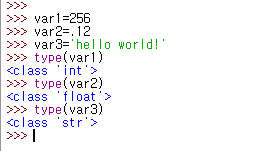 >>>
>>> var1=256
>>> var2=.12
>>> var3='hello world!'
>>> type(var1)
<class 'int'>
>>> type(var2)
<class 'float'>
>>> type(var3)
<class 'str'>
>>>